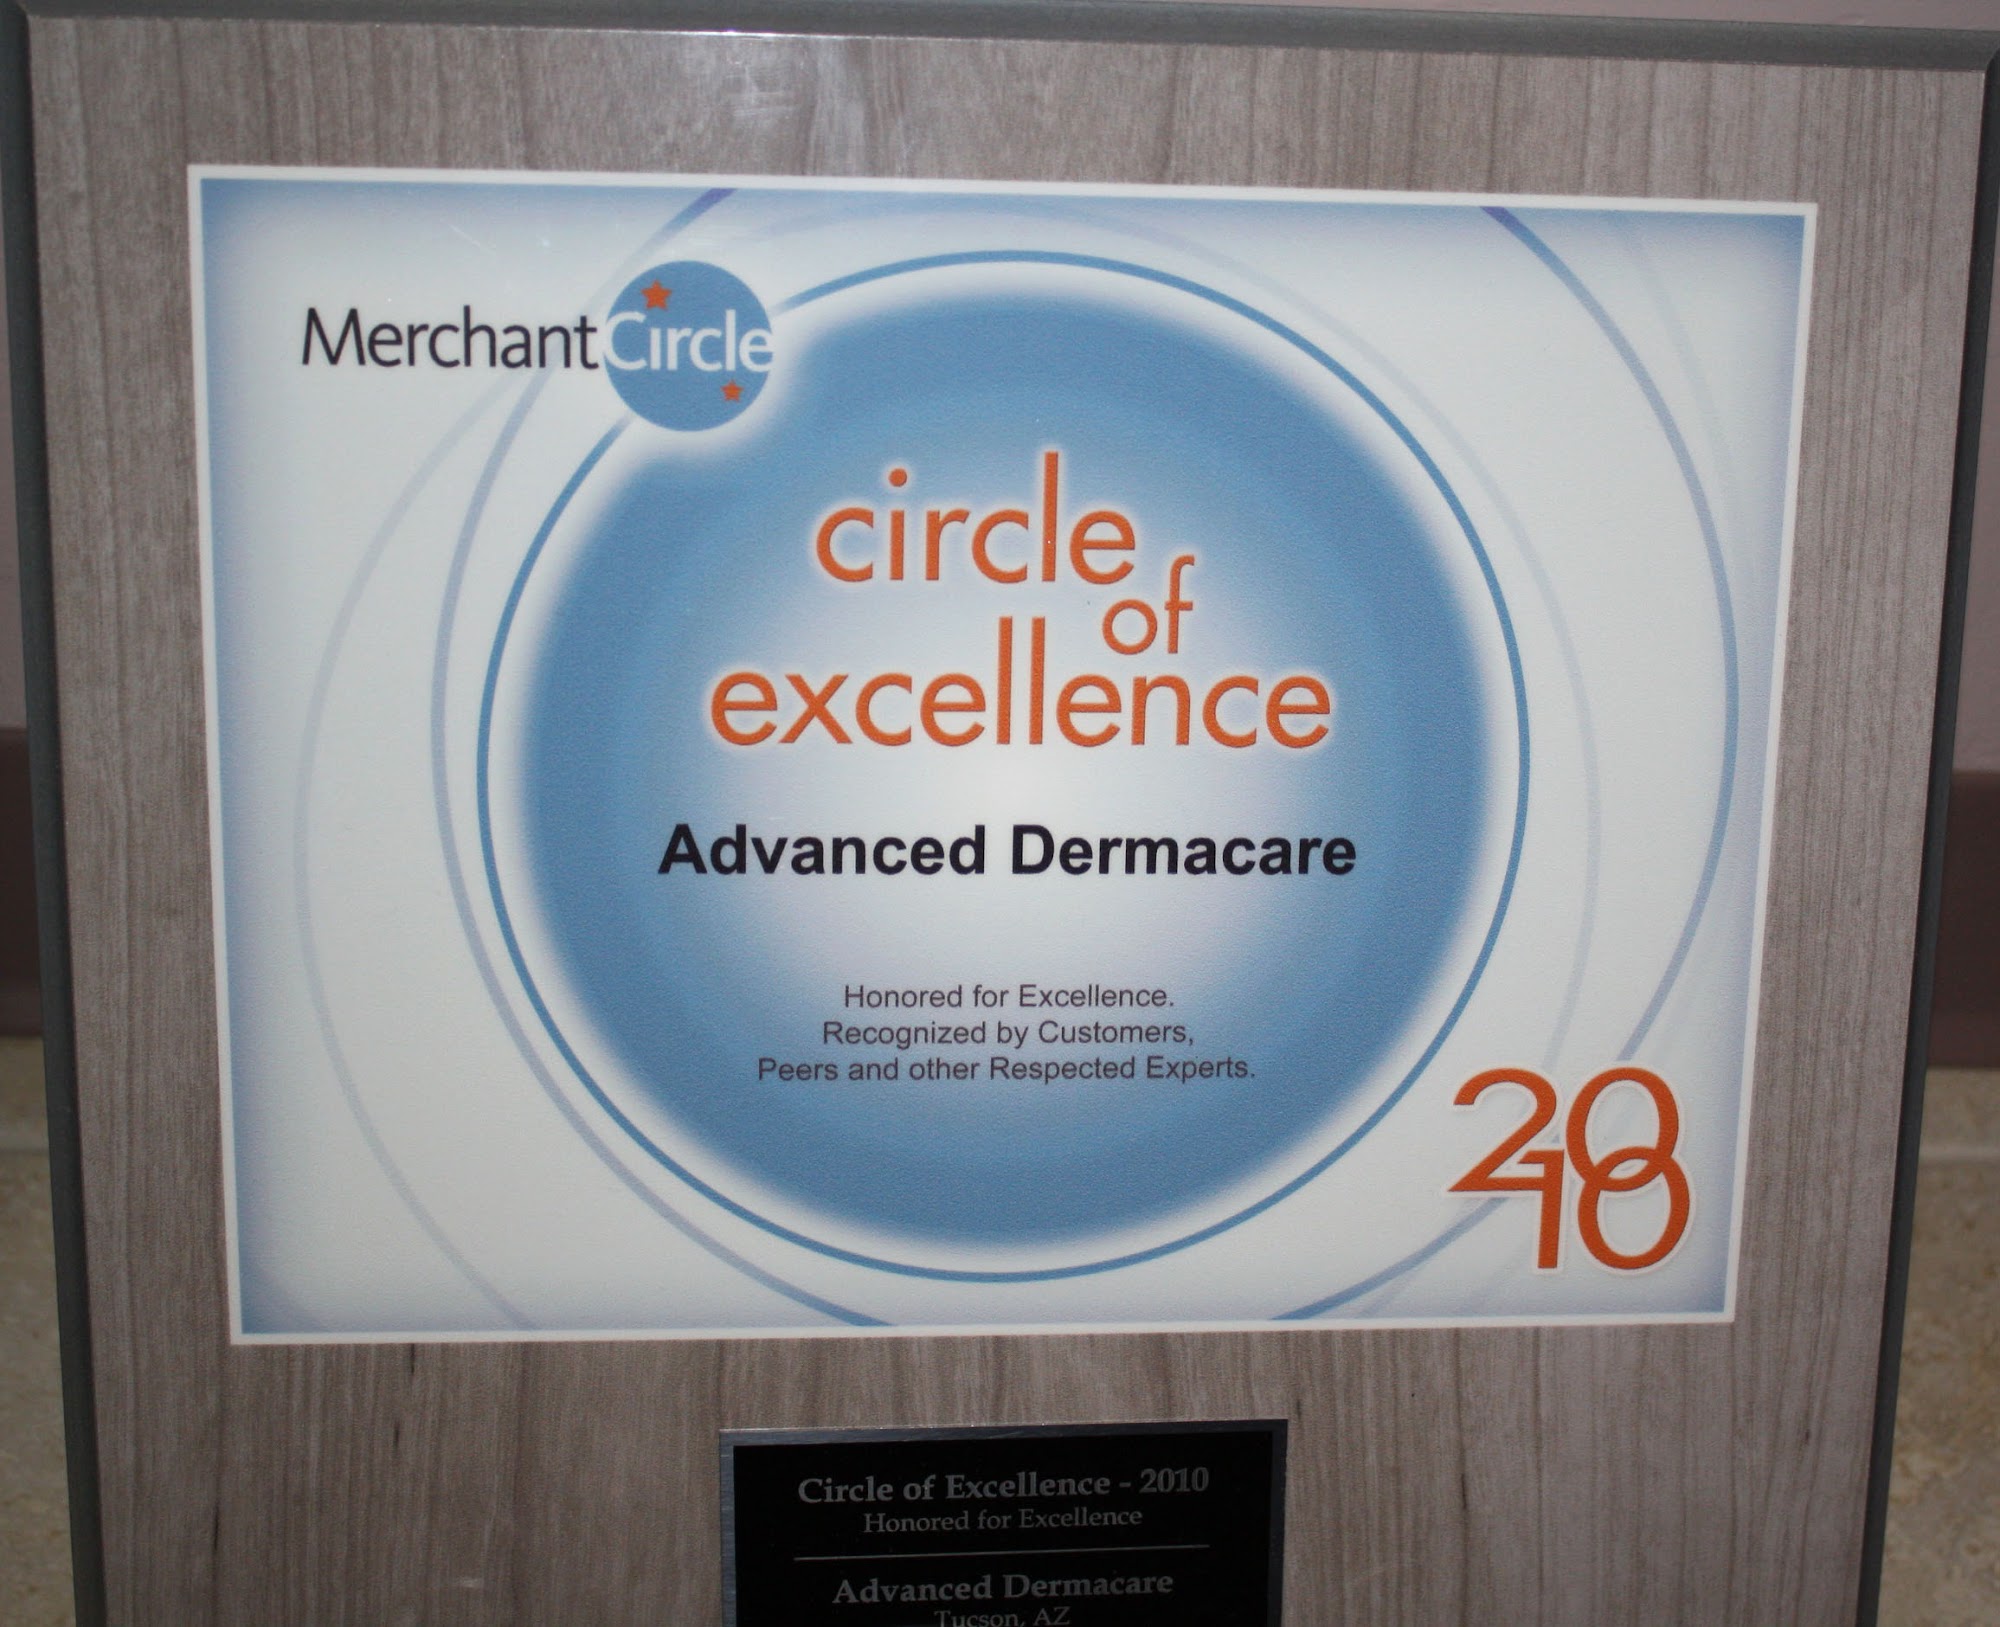 MerchantCircle
circle
of
excellence
Advanced Dermacare
Honored for Excellence.
Recognized by Customers,
Peers and other Respected Experts.
2010
Circle of Excellence - 2010
Honored for Excellence
Advanced Dermacare
Tucson, AZ